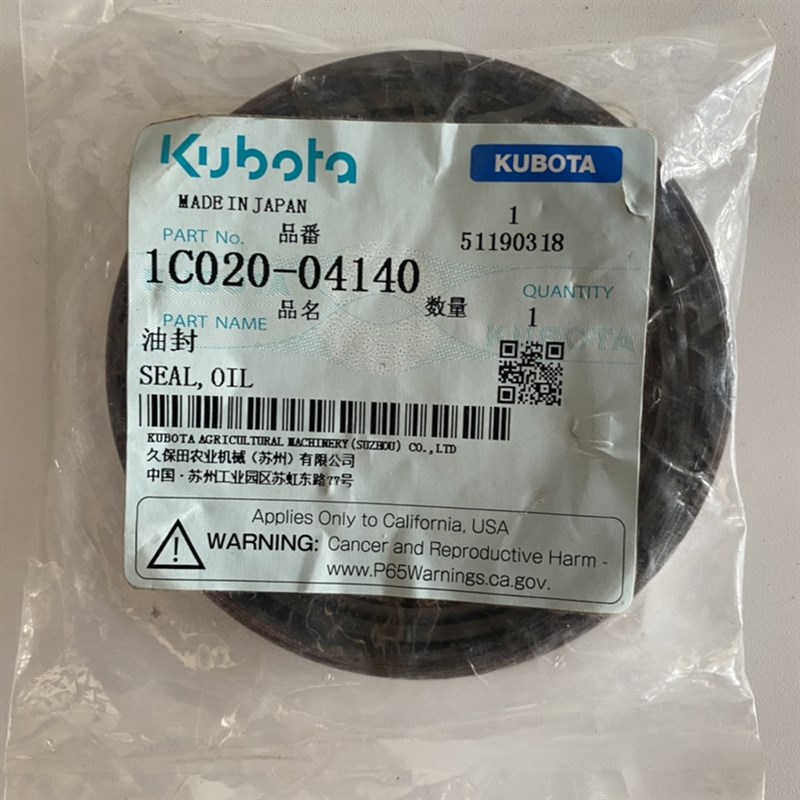 Kubota
KUBOTA
MADE IN JAPAN
1
PART No. 品番
51190318
1C020-04140
QUANTITY
品名 数量
PART NAME
1
KUBOTA
油封
SEAL, OIL
KUBOTA AGRICULTURAL MACHINERY(SUZHOU) CO.,LTD
久保田农业机械（苏州）有限公司
中国·苏州工业园区苏虹东路77号
Applies Only to California, USA
WARNING: Cancer and Reproductive Harm -
www.P65Warnings.ca.gov.